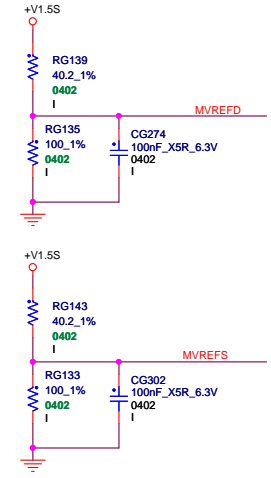 +V1.5S
RG139
40.2_1%
0402
I
MVREFD
RG135
100_1%
0402
I
CG274
100nF_X5R_6.3V
0402
I
+V1.5S
RG143
40.2_1%
0402
I
MVREFS
RG133
100_1%
0402
I
CG302
100nF_X5R_6.3V
0402
I